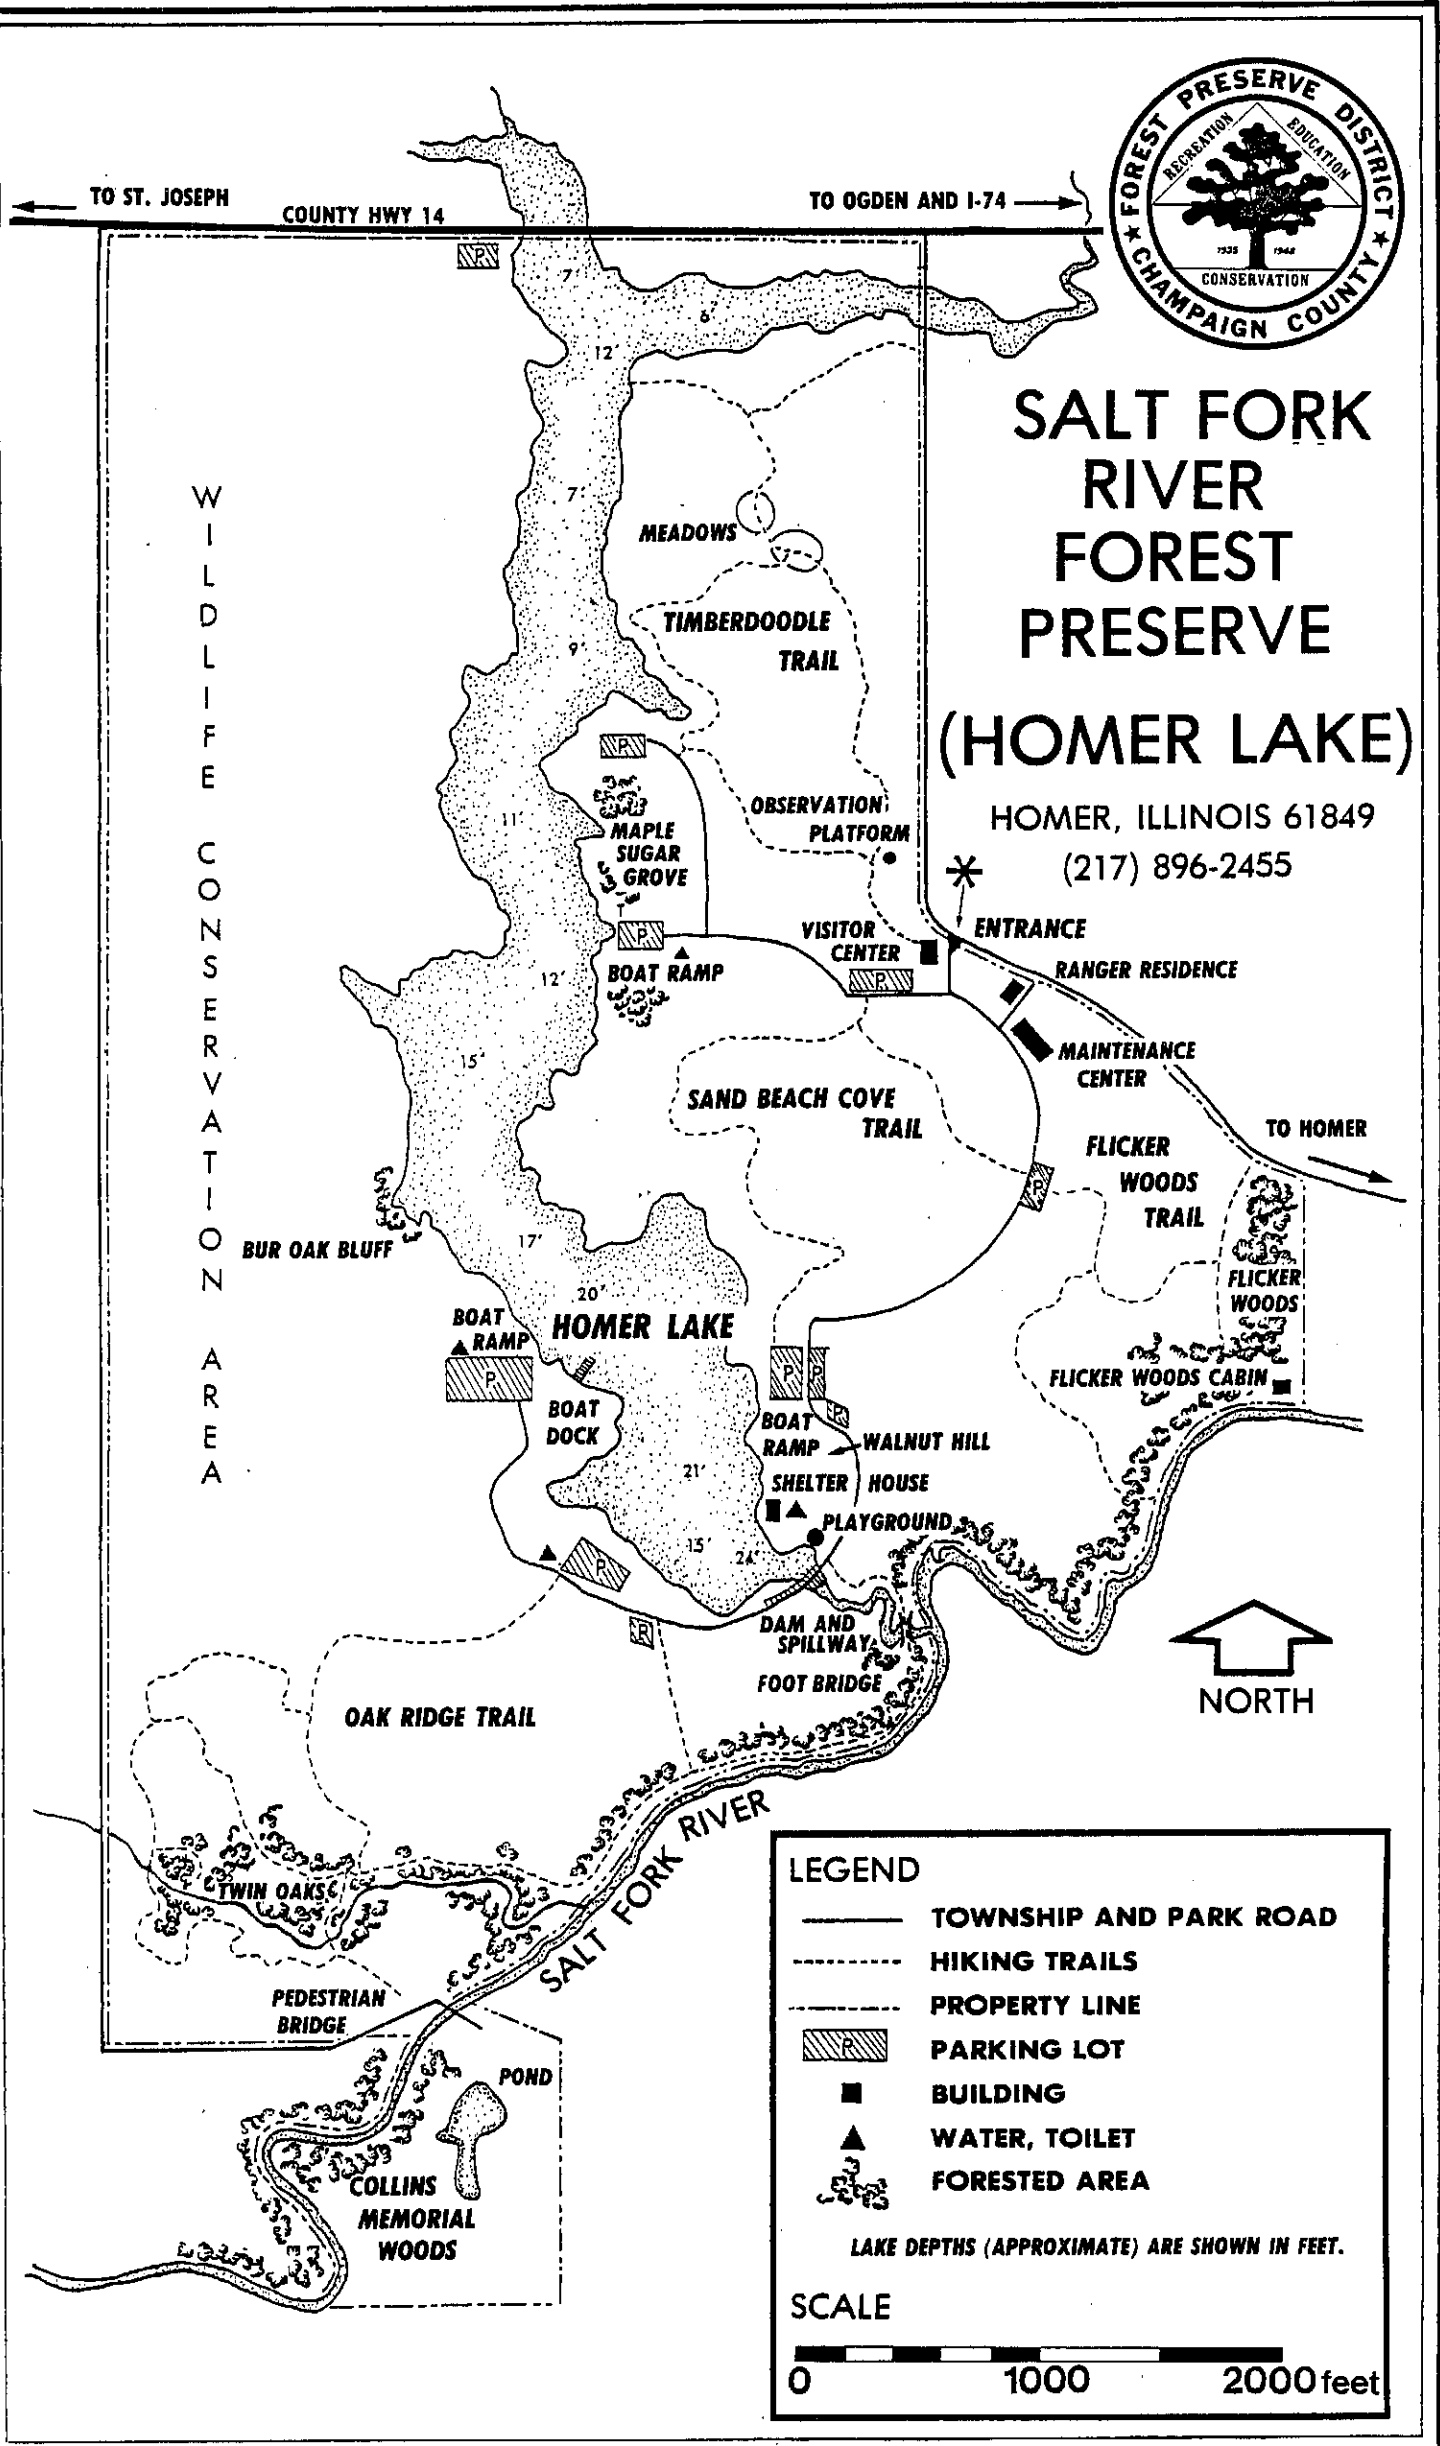 FOREST PRESERVE DISTRICT
★ CHAMPAIGN COUNTY ★
RECREATION
EDUCATION
1935 1948
CONSERVATION
TO ST. JOSEPH
COUNTY HWY 14
TO OGDEN AND I-74
SALT FORK
RIVER
FOREST
PRESERVE
(HOMER LAKE)
HOMER, ILLINOIS 61849
(217) 896-2455
P
7'
6'
12'
7'
9'
WILDLIFE CONSERVATION AREA
MEADOWS
TIMBERDOODLE
TRAIL
P
OBSERVATION
PLATFORM
11'
MAPLE
SUGAR
GROVE
P
BOAT RAMP
12'
15'
VISITOR
CENTER
P
ENTRANCE
RANGER RESIDENCE
MAINTENANCE
CENTER
SAND BEACH COVE
TRAIL
TO HOMER
FLICKER
WOODS
TRAIL
P
BUR OAK BLUFF
17'
20'
FLICKER
WOODS
BOAT
RAMP
HOMER LAKE
P
P
P
P
FLICKER WOODS CABIN
BOAT
DOCK
BOAT
RAMP
WALNUT HILL
21'
SHELTER HOUSE
PLAYGROUND
15'
24'
P
P
DAM AND
SPILLWAY
FOOT BRIDGE
NORTH
OAK RIDGE TRAIL
SALT FORK RIVER
TWIN OAKS
PEDESTRIAN
BRIDGE
POND
COLLINS
MEMORIAL
WOODS
LEGEND
TOWNSHIP AND PARK ROAD
HIKING TRAILS
PROPERTY LINE
P PARKING LOT
BUILDING
WATER, TOILET
FORESTED AREA
LAKE DEPTHS (APPROXIMATE) ARE SHOWN IN FEET.
SCALE
0 1000 2000 feet